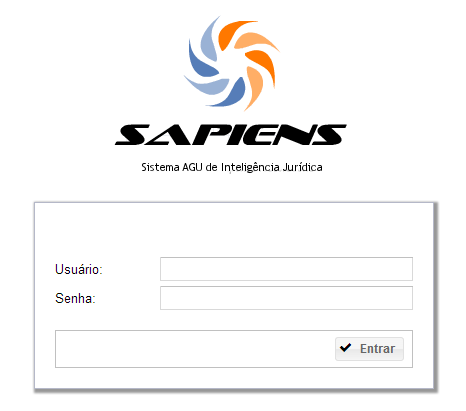 SAPIENS
Sistema AGU de Inteligência Jurídica
Usuário:
Senha:
Entrar